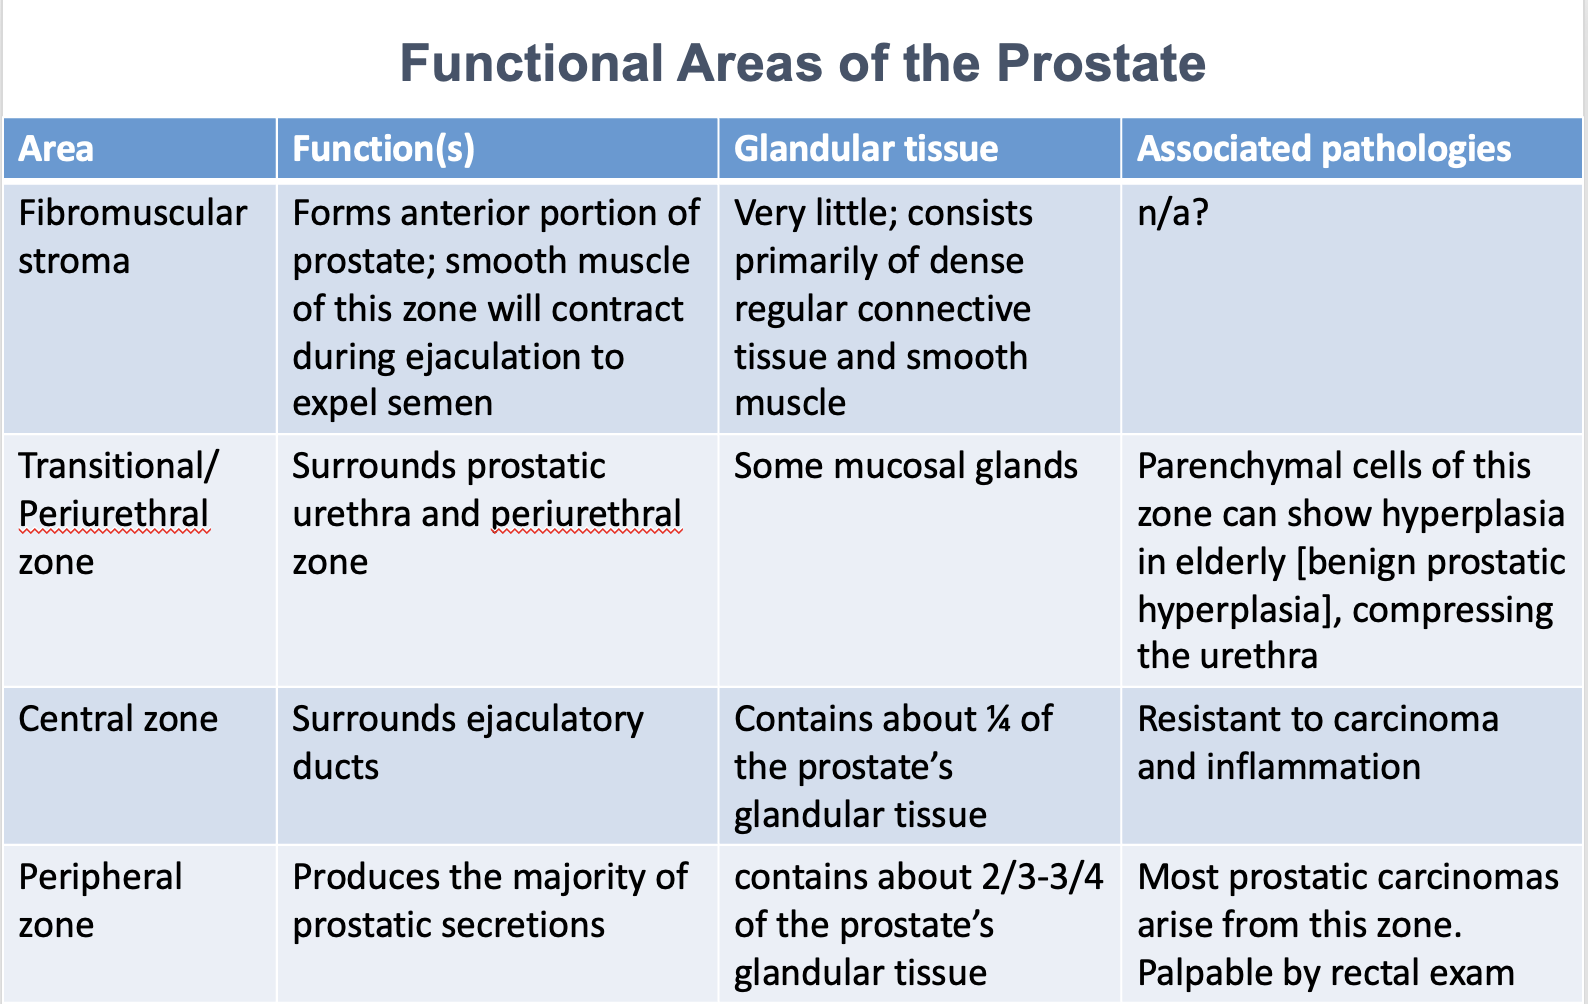 Functional Areas of the Prostate
Area
Function(s)
Glandular tissue
Associated pathologies
Fibromuscular
stroma
Forms anterior portion of
prostate; smooth muscle
of this zone will contract
during ejaculation to
expel semen
Very little; consists
primarily of dense
regular connective
tissue and smooth
muscle
n/a?
Transitional/
Periurethral
zone
Surrounds prostatic
urethra and periurethral
zone
Some mucosal glands
Parenchymal cells of this
zone can show hyperplasia
in elderly [benign prostatic
hyperplasia], compressing
the urethra
Central zone
Surrounds ejaculatory
ducts
Contains about ¼ of
the prostate’s
glandular tissue
Resistant to carcinoma
and inflammation
Peripheral
zone
Produces the majority of
prostatic secretions
contains about 2/3-3/4
of the prostate’s
glandular tissue
Most prostatic carcinomas
arise from this zone.
Palpable by rectal exam